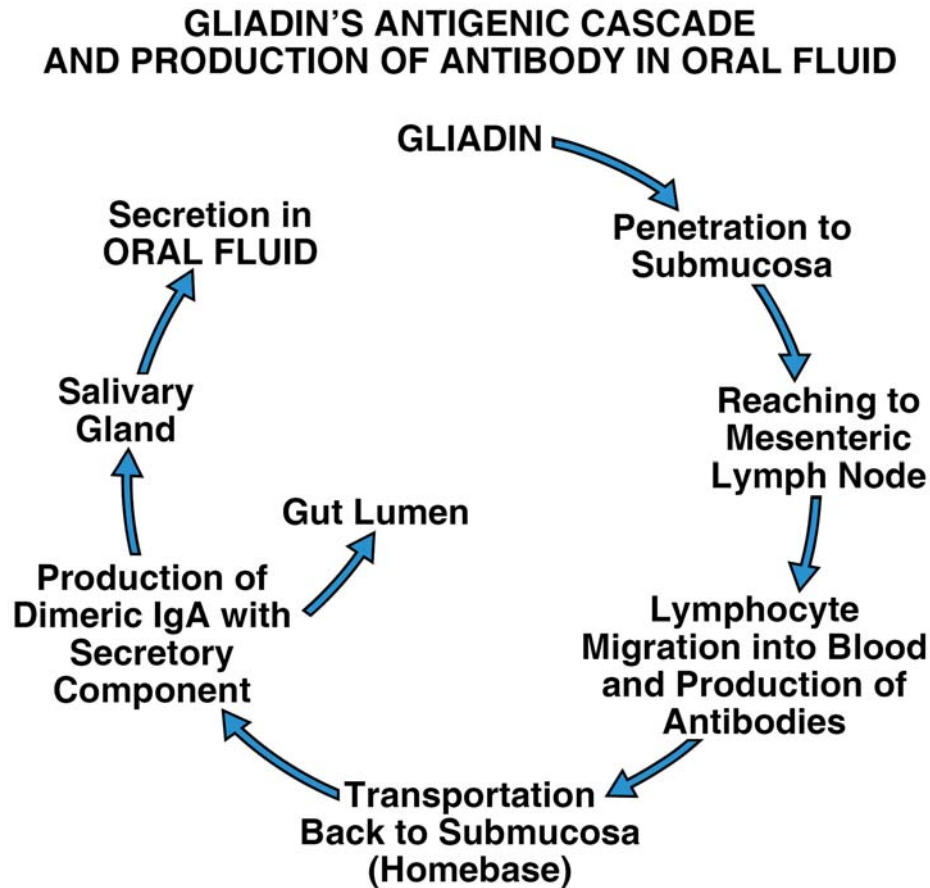 GLIADIN'S ANTIGENIC CASCADE
AND PRODUCTION OF ANTIBODY IN ORAL FLUID
GLIADIN
Penetration to
Submucosa
Reaching to
Mesenteric
Lymph Node
Lymphocyte
Migration into Blood
and Production of
Antibodies
Transportation
Back to Submucosa
(Homebase)
Production of
Dimeric IgA with
Secretory
Component
Gut Lumen
Salivary
Gland
Secretion in
ORAL FLUID